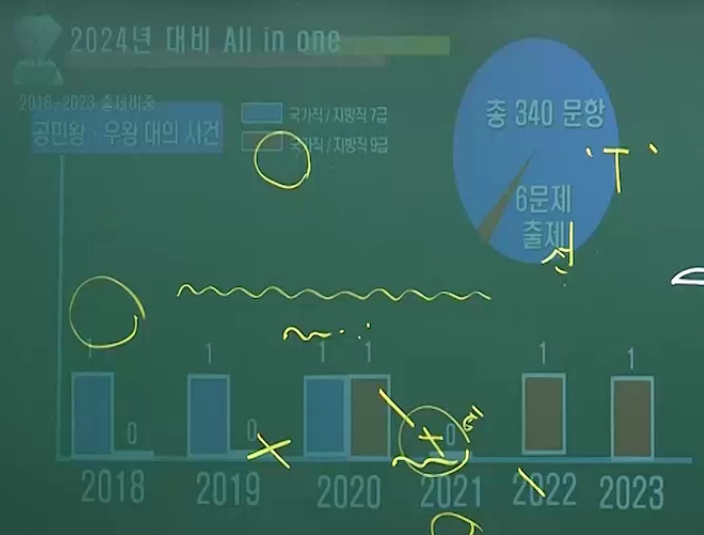 2024년 대비 All in one
2016-2023 출제비중
공민왕·우왕 대의 사건
국가직 / 지방직 7급
국가직 / 지방직 9급
총 340 문항
'T'
6문제
출제
선
1 1 1 1 1 1
0 0 0
2018 2019 2020 2021 2022 2023